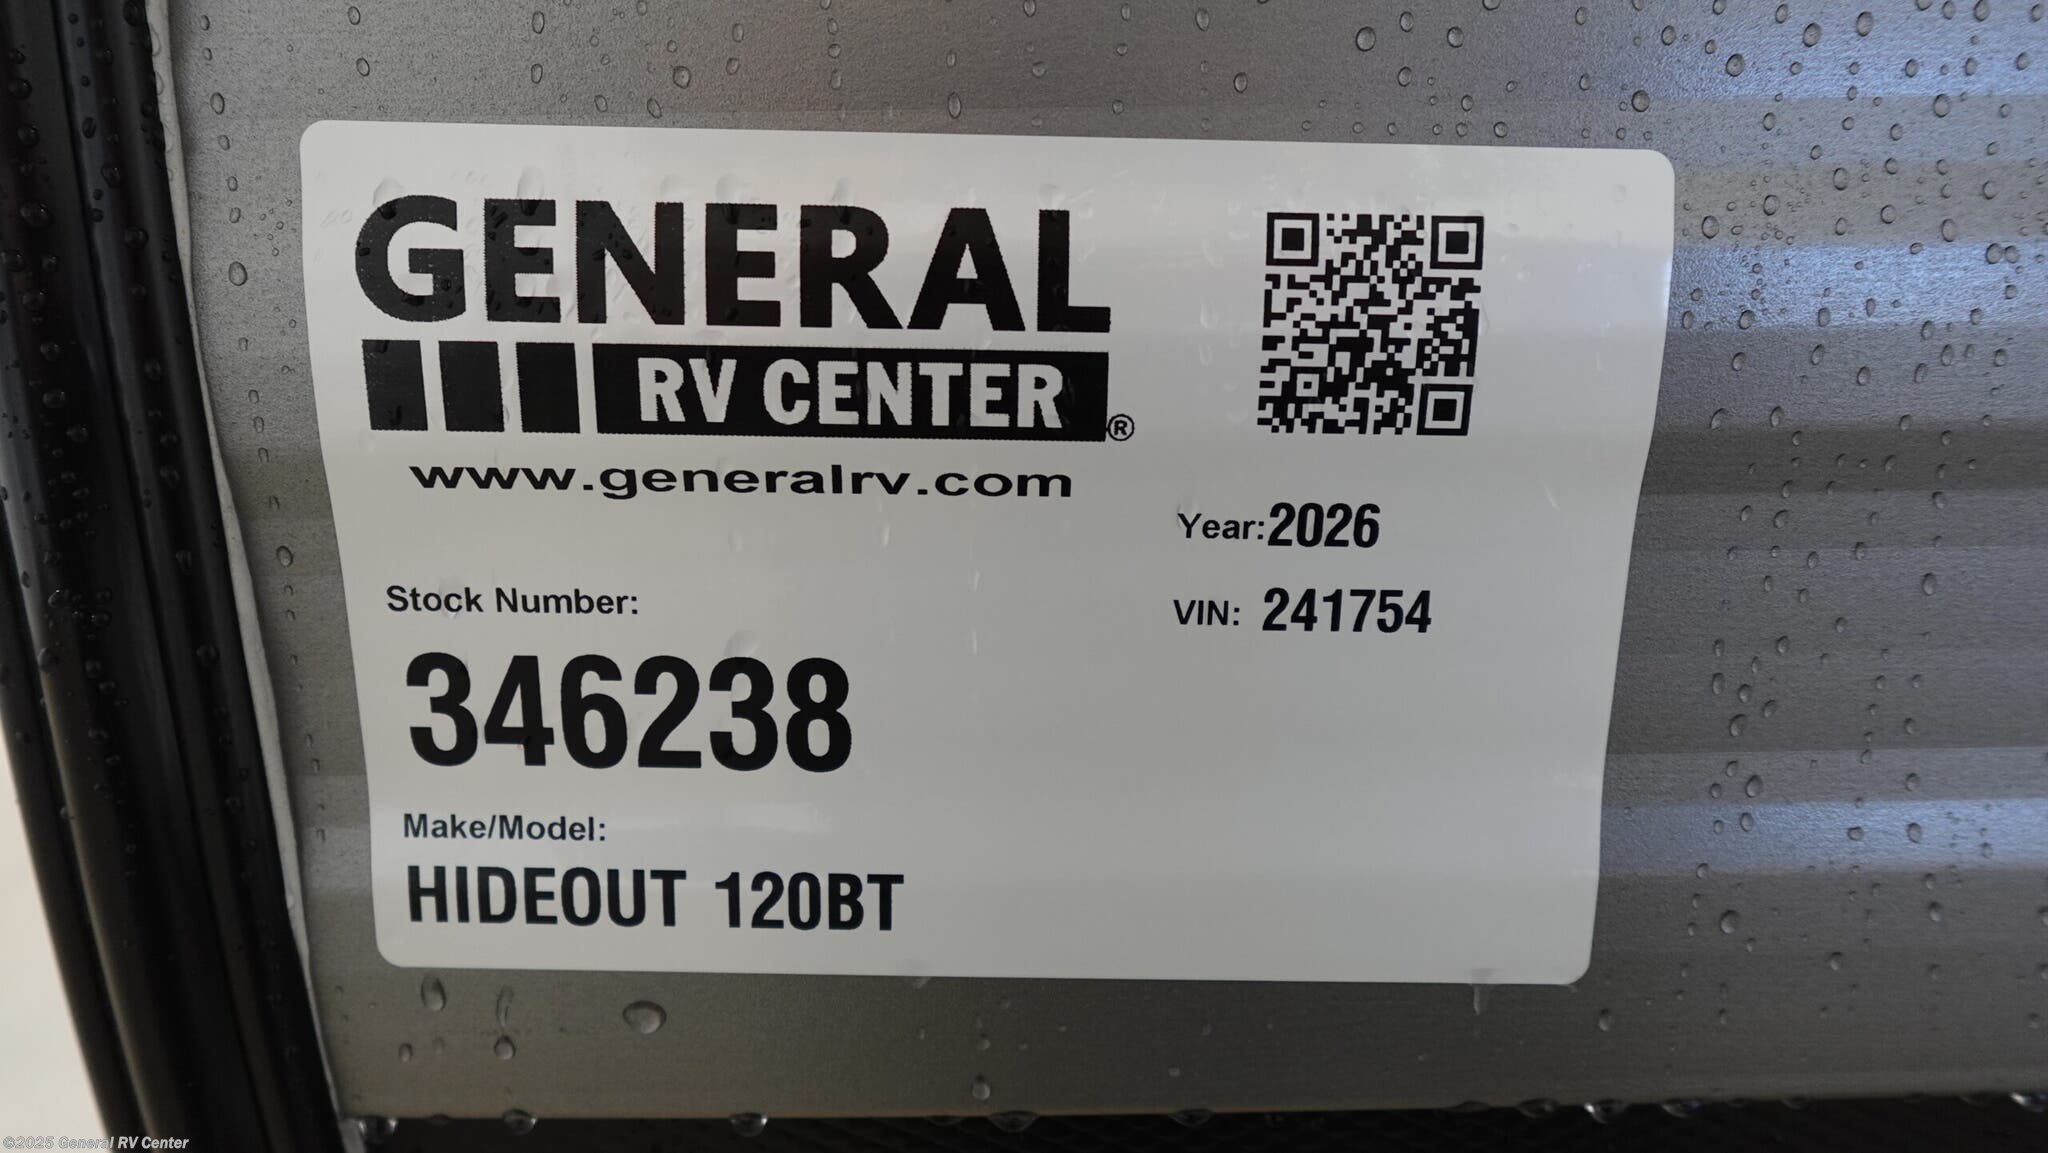 GENERAL
RV CENTER®
www.generalrv.com
Year: 2026
VIN: 241754
Stock Number:
346238
Make/Model:
HIDEOUT 120BT
©2025 General RV Center